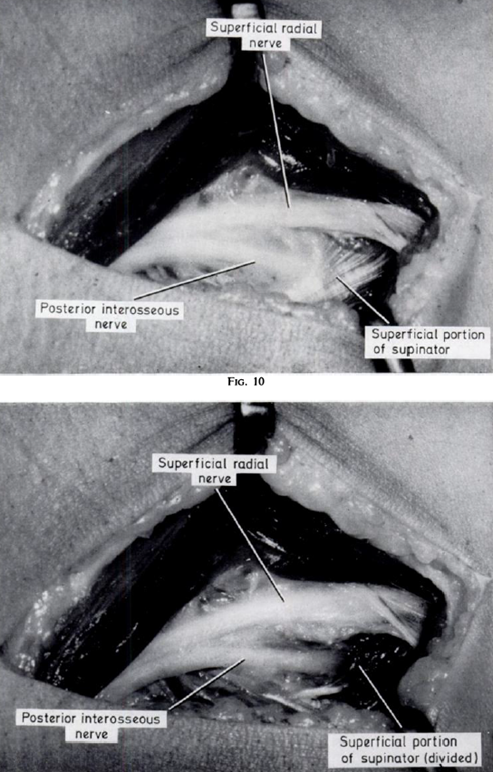 Superficial radial
nerve
Posterior interosseous
nerve
Superficial portion
of supinator
FIG. 10
Superficial radial
nerve
Posterior interosseous
nerve
Superficial portion
of supinator (divided)